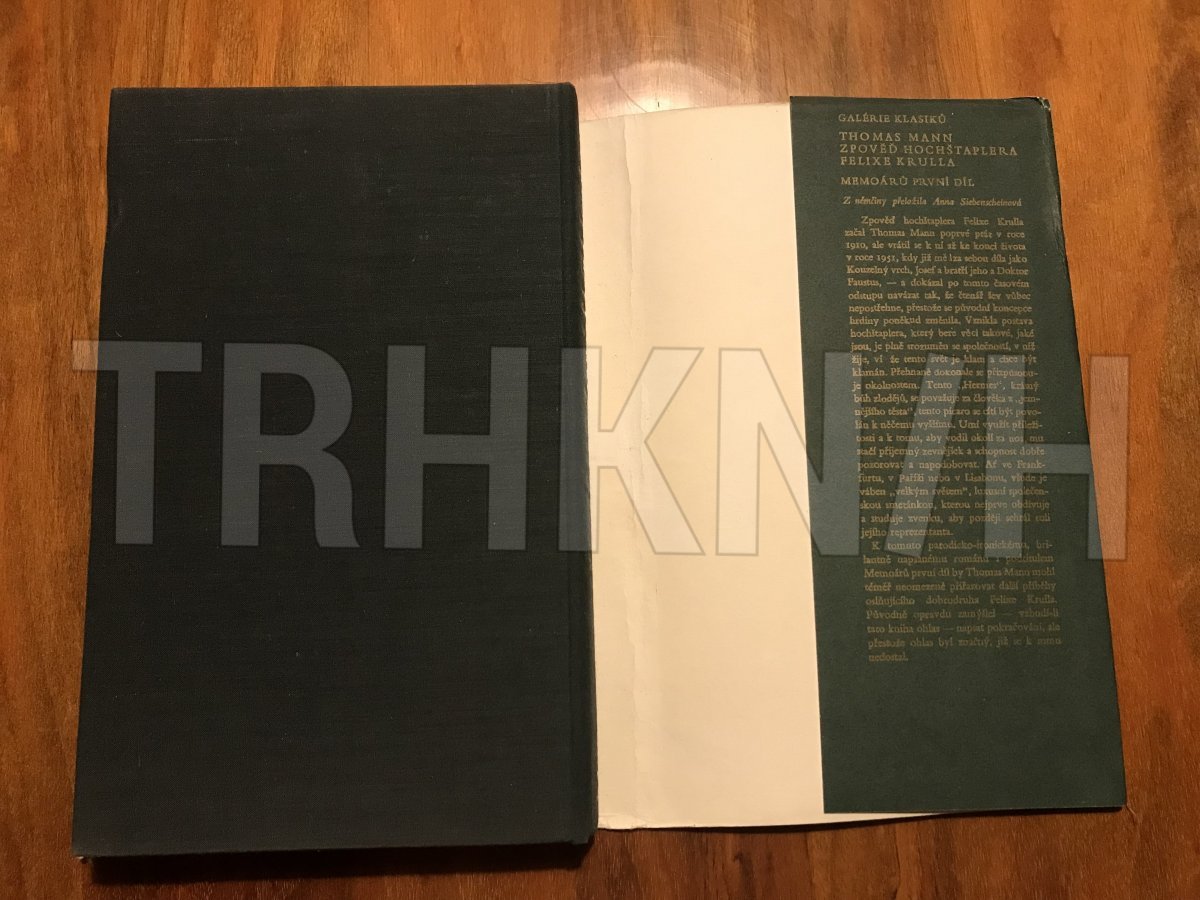 GALÉRIE KLASIKŮ
THOMAS MANN
ZPOVĚĎ HOCHŠTAPLERA
FELIXE KRULLA
MEMOÁRŮ PRVNÍ DÍL
Z němčiny přeložila Anna Siebenscheinová
Zpověď hochštaplera Felixe Krulla
začal Thomas Mann poprvé psát v roce
1910, ale vrátil se k ní až ke konci života
v roce 1951, kdy již měl za sebou díla jako
Kouzelný vrch, Josef a bratří jeho a Doktor
Faustus, — a dokázal po tomto časovém
odstupu navázat tak, že čtenář šev vůbec
nepostřehne, přestože se původní koncepce
hrdiny poněkud změnila. Vznikla postava
hochštaplera, který bere věci takové, jaké
jsou, je plně srozuměn se společností, v níž
žije, ví že tento svět je klam a chce být
klamán. Přehnaně dokonale se přizpůsobu-
je okolnostem. Tento „Hermes“, krásný
bůh zlodějů, se považuje za člověka z „jem-
nějšího těsta“, tento pícaro se cítí být povo-
lán k něčemu vyššímu. Umí využít příleži-
tosti a k tomu, aby vodil okolí za nos, mu
stačí příjemný zevnějšek a schopnost dobře
pozorovat a napodobovat. Ať ve Frank-
furtu, v Paříži nebo v Lisabonu, všude je
váben „velkým světem“, luxusní společen-
skou smetánkou, kterou nejprve obdivuje
a studuje zvenku, aby později sehrál roli
jejího reprezentanta.
K tomuto parodicko-ironickému, bri-
lantně napsanému románu s podtitulem
Memoárů první díl by Thomas Mann mohl
téměř neomezeně přiřazovat další příběhy
oslňujícího dobrodruha Felixe Krulla.
Původně opravdu zamýšlel — vzbudí-li
tato kniha ohlas — napsat pokračování, ale
přestože ohlas byl značný, již se k tomu
nedostal.
TRHKNIH